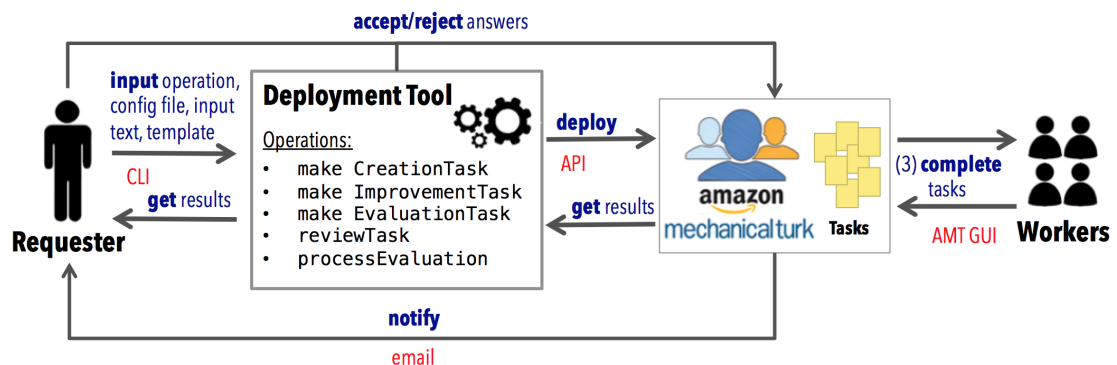 accept/reject answers
input operation,
config file, input
text, template
CLI
get results
Requester
Deployment Tool
Operations:
• make CreationTask
• make ImprovementTask
• make EvaluationTask
• reviewTask
• processEvaluation
deploy
API
get results
amazon
mechanicalturk
Tasks
(3) complete
tasks
AMT GUI
Workers
notify
email